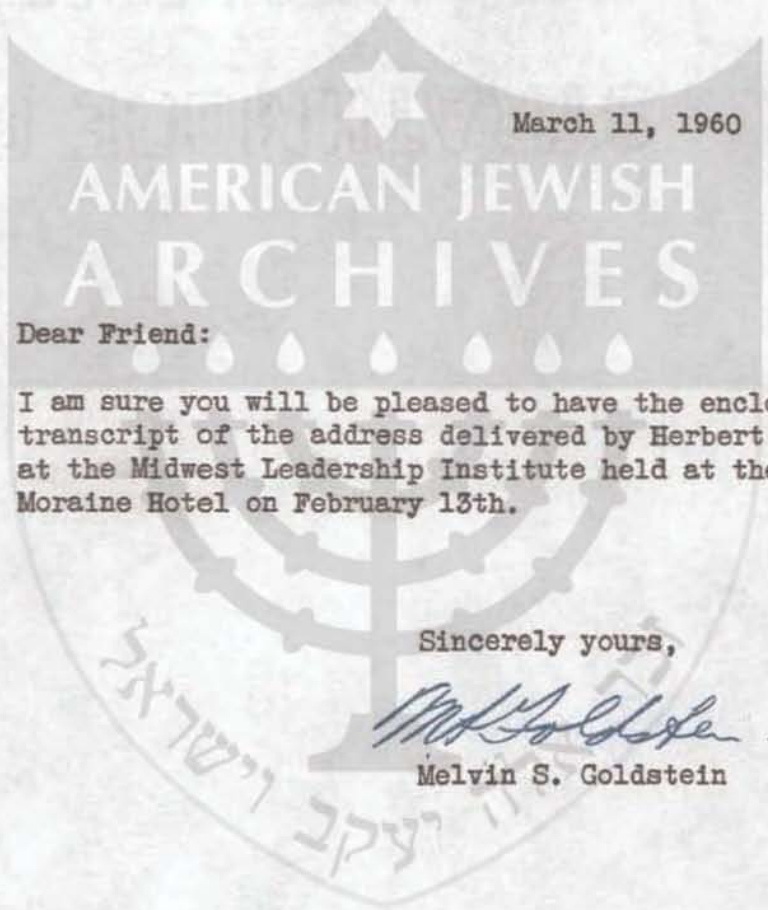 March 11, 1960
AMERICAN JEWISH
ARCHIVES
Dear Friend:
I am sure you will be pleased to have the
transcript of the address delivered by Herbert
at the Midwest Leadership Institute held at
Moraine Hotel on February 13th.
Sincerely yours,
Melvin S. Goldstein
יעקב וישראל